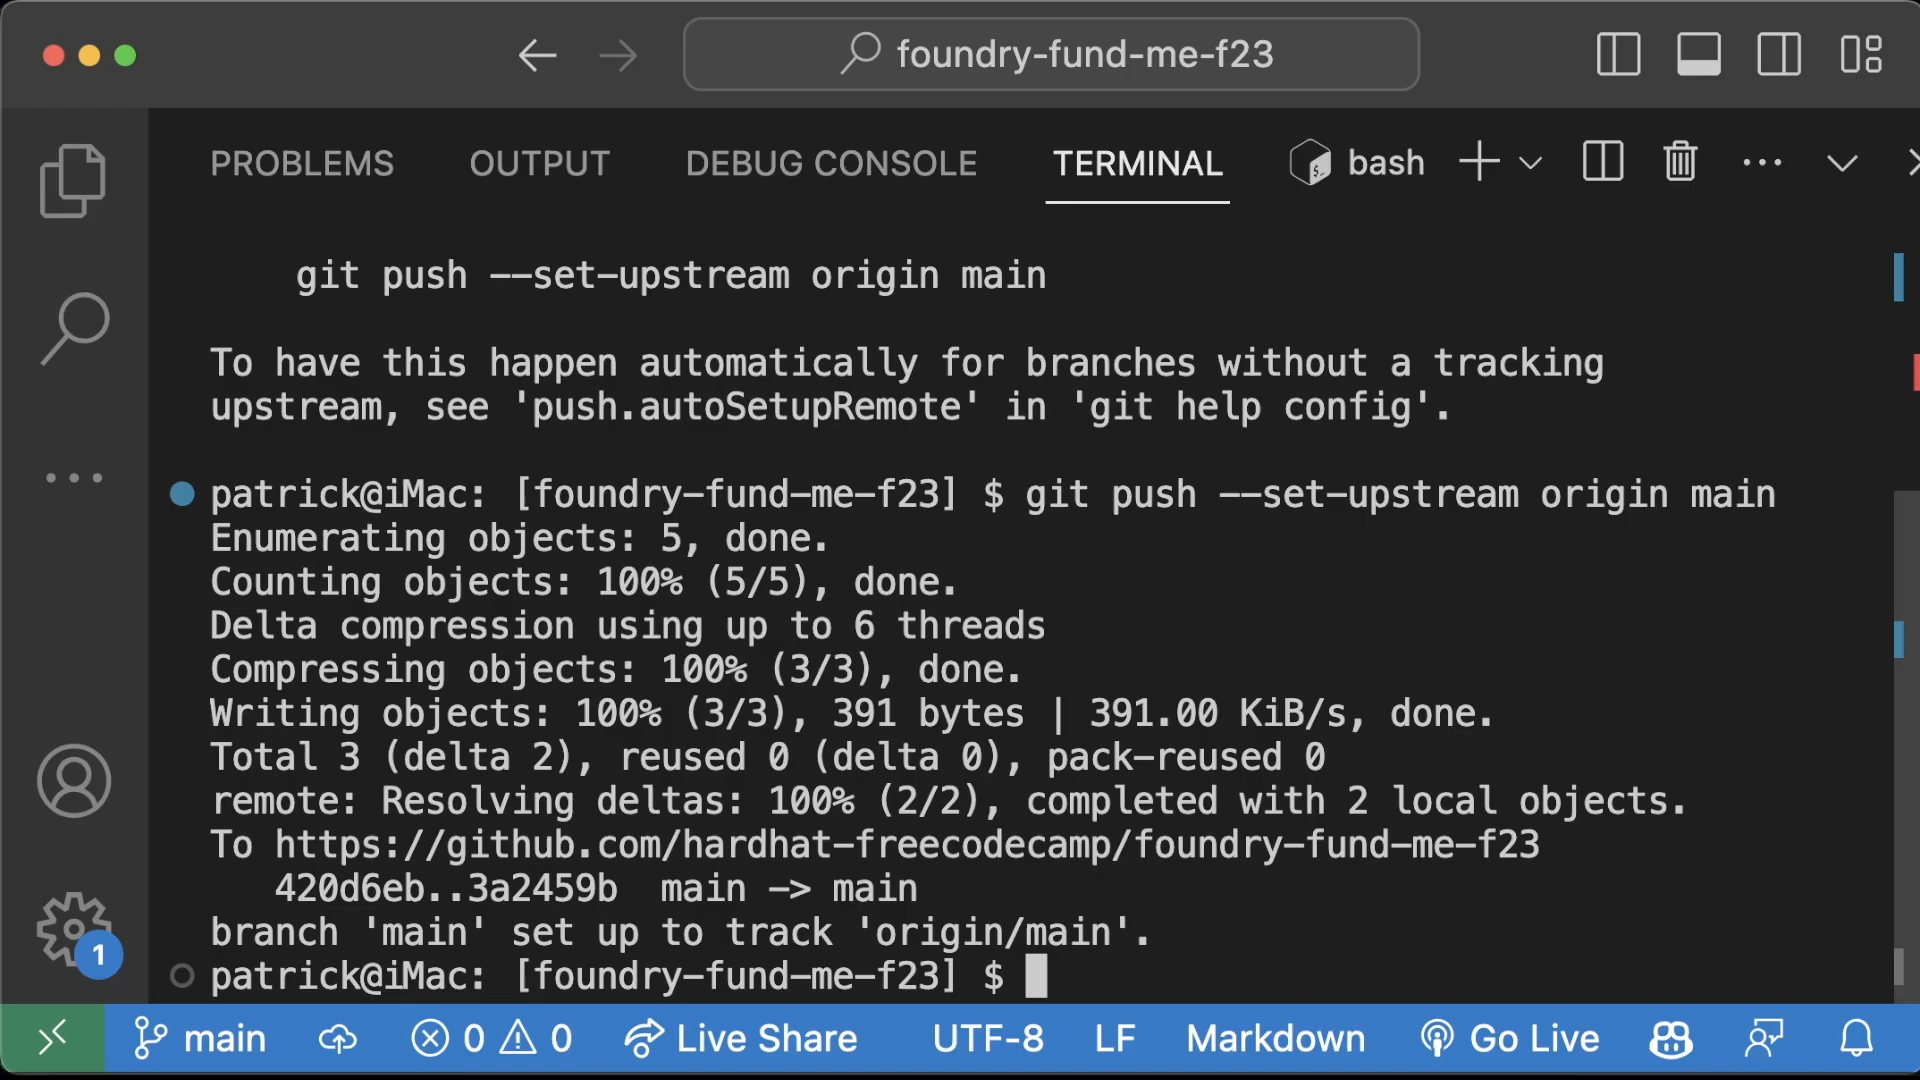 foundry-fund-me-f23
PROBLEMS OUTPUT DEBUG CONSOLE TERMINAL bash
git push --set-upstream origin main
To have this happen automatically for branches without a tracking
upstream, see 'push.autoSetupRemote' in 'git help config'.
patrick@iMac: [foundry-fund-me-f23] $ git push --set-upstream origin main
Enumerating objects: 5, done.
Counting objects: 100% (5/5), done.
Delta compression using up to 6 threads
Compressing objects: 100% (3/3), done.
Writing objects: 100% (3/3), 391 bytes | 391.00 KiB/s, done.
Total 3 (delta 2), reused 0 (delta 0), pack-reused 0
remote: Resolving deltas: 100% (2/2), completed with 2 local objects.
To https://github.com/hardhat-freecodecamp/foundry-fund-me-f23
420d6eb..3a2459b main -> main
branch 'main' set up to track 'origin/main'.
1
patrick@iMac: [foundry-fund-me-f23] $
main 0 0 Live Share UTF-8 LF Markdown Go Live